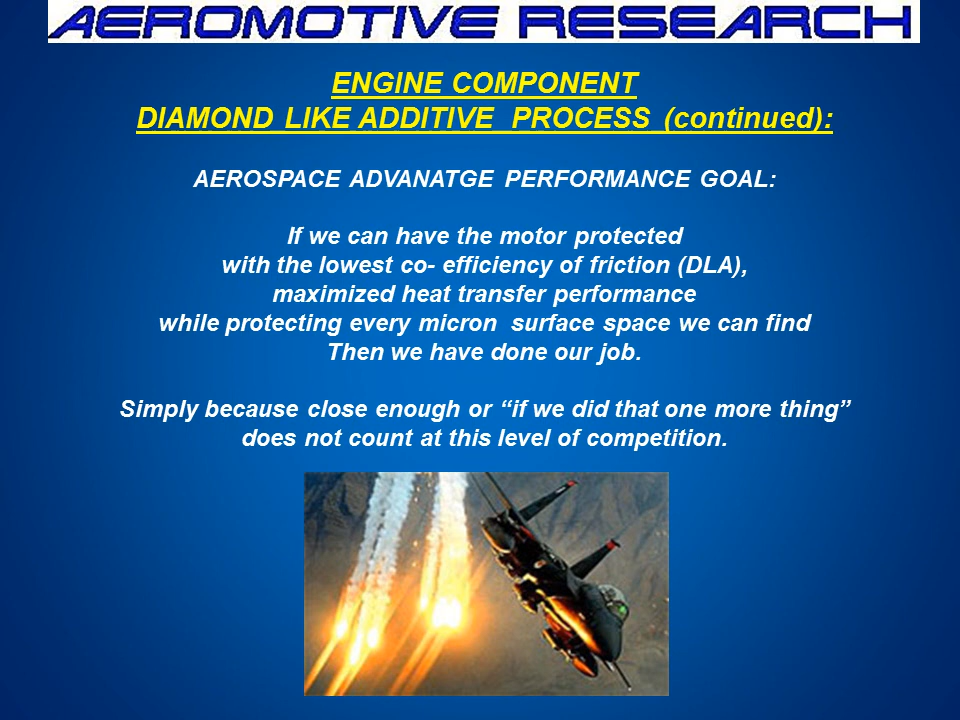 AEROMOTIVE RESEARCH
ENGINE COMPONENT
DIAMOND LIKE ADDITIVE PROCESS (continued):
AEROSPACE ADVANATGE PERFORMANCE GOAL:
If we can have the motor protected
with the lowest co- efficiency of friction (DLA),
maximized heat transfer performance
while protecting every micron surface space we can find
Then we have done our job.
Simply because close enough or “if we did that one more thing”
does not count at this level of competition.